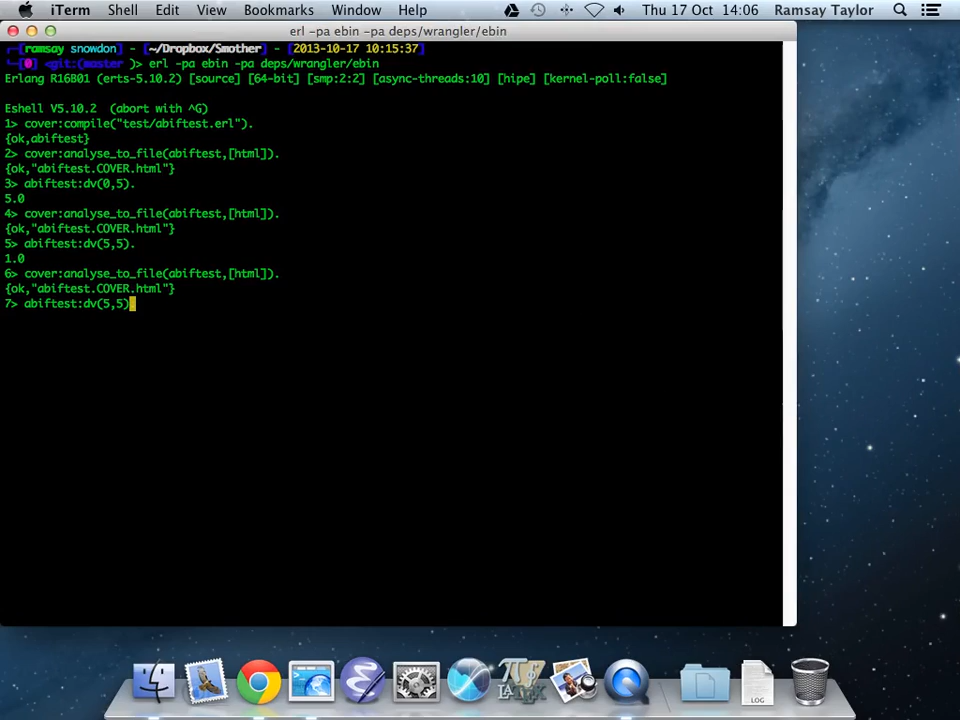 iTerm Shell Edit View Bookmarks Window Help Thu 17 Oct 14:06 Ramsay Taylor
erl -pa ebin -pa deps/wrangler/ebin
[ramsay snowdon] - [~/Dropbox/Smother] - [2013-10-17 10:15:37]
[0] <git:(master )> erl -pa ebin -pa deps/wrangler/ebin
Erlang R16B01 (erts-5.10.2) [source] [64-bit] [smp:2:2] [async-threads:10] [hipe] [kernel-poll:false]
Eshell V5.10.2 (abort with ^G)
1> cover:compile("test/abiftest.erl").
{ok,abiftest}
2> cover:analyse_to_file(abiftest,[html]).
{ok,"abiftest.COVER.html"}
3> abiftest:dv(0,5).
5.0
4> cover:analyse_to_file(abiftest,[html]).
{ok,"abiftest.COVER.html"}
5> abiftest:dv(5,5).
1.0
6> cover:analyse_to_file(abiftest,[html]).
{ok,"abiftest.COVER.html"}
7> abiftest:dv(5,5)
LOG